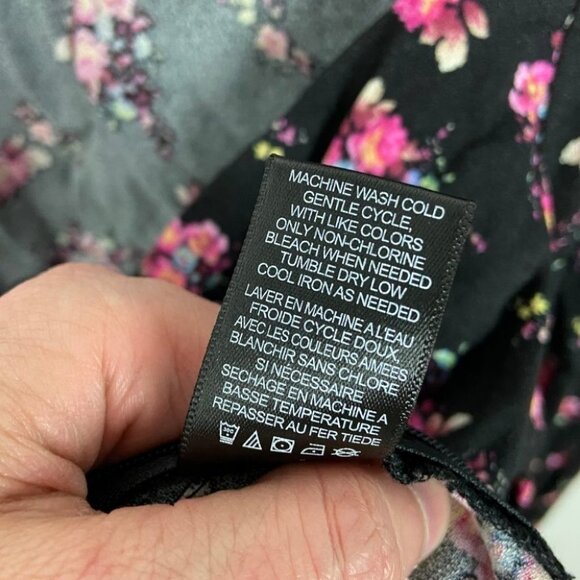 MACHINE WASH COLD
GENTLE CYCLE,
WITH LIKE COLORS
ONLY NON-CHLORINE
BLEACH WHEN NEEDED
TUMBLE DRY LOW
COOL IRON AS NEEDED
LAVER EN MACHINE A L'EAU
FROIDE CYCLE DOUX,
AVEC LES COULEURS AIMÉES
BLANCHIR SANS CHLORE
SI NÉCESSAIRE
SECHAGE EN MACHINE A
BASSE TEMPERATURE
REPASSER AU FER TIEDE